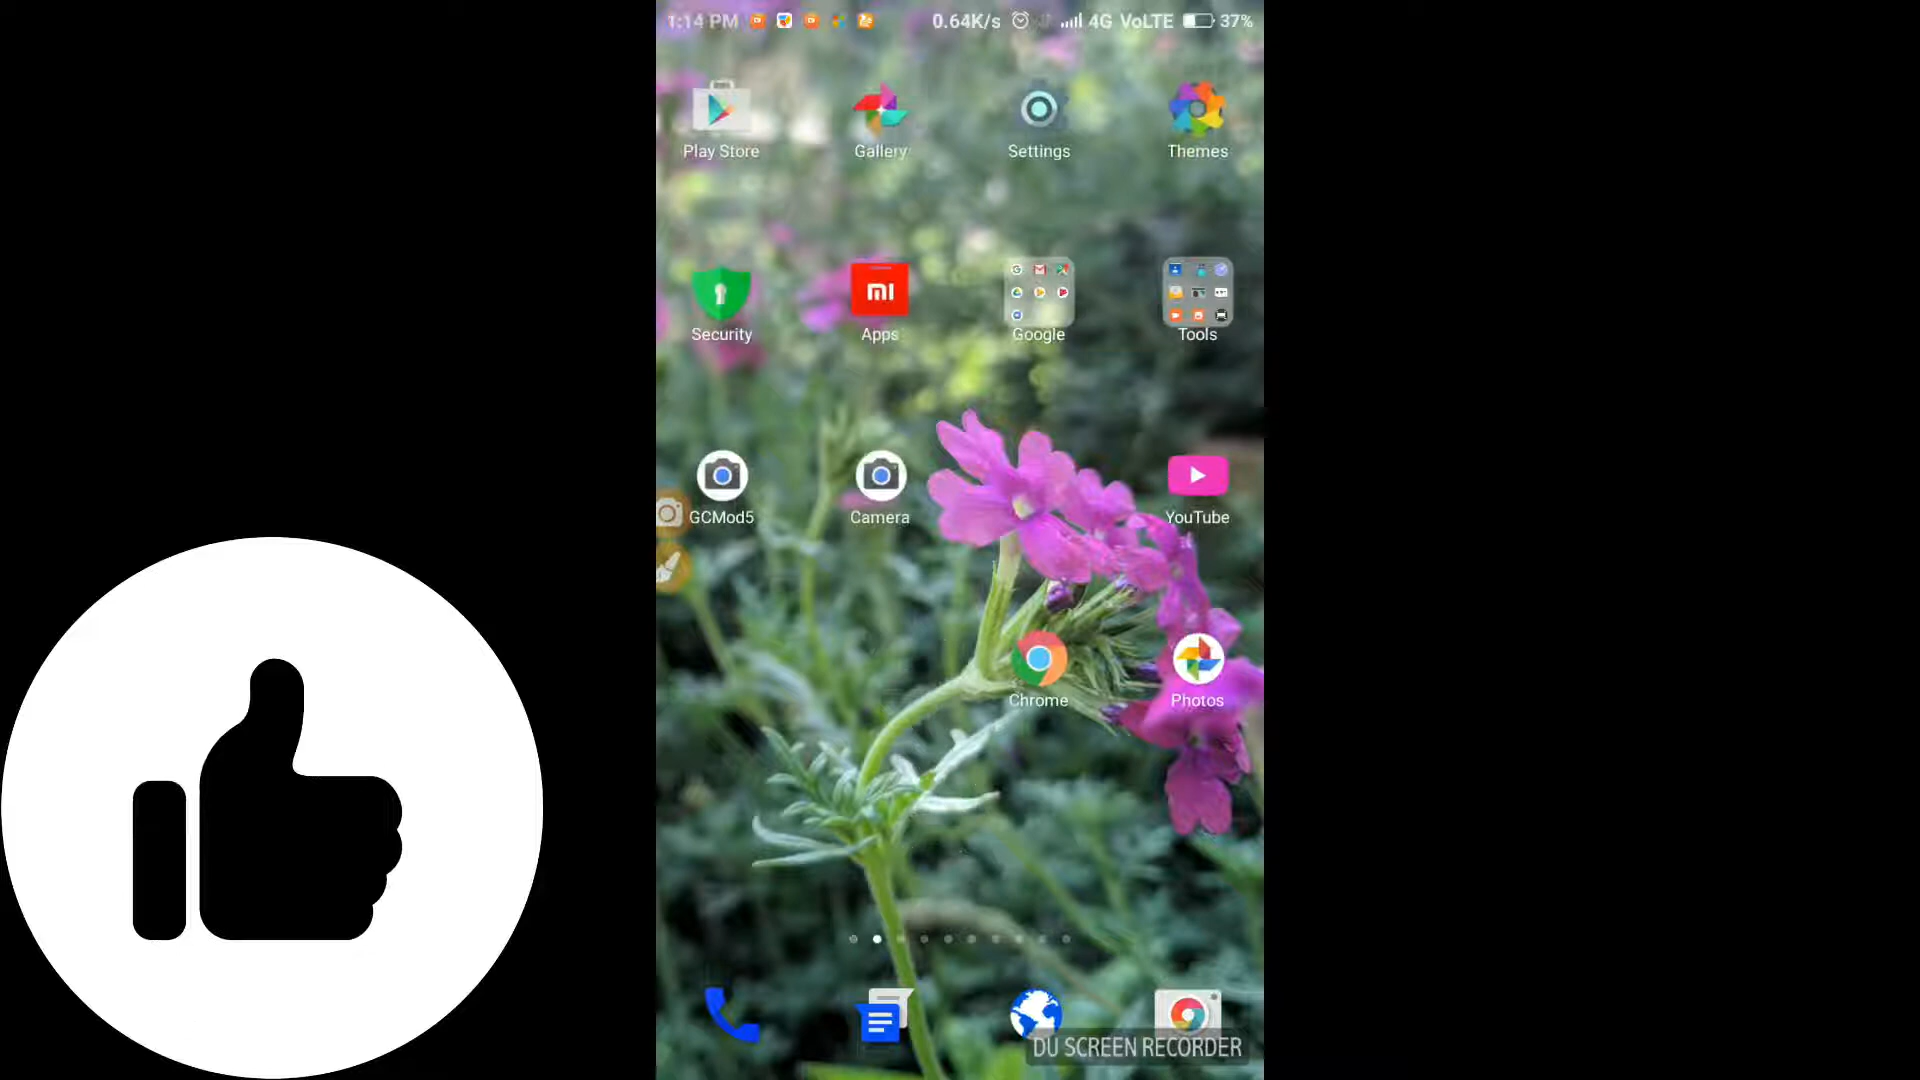 1:14 PM 0.64K/s 4G VoLTE 37%
Play Store Gallery Settings Themes
Security Apps Google Tools
mi
GCMod5 Camera YouTube
Chrome Photos
DU SCREEN RECORDER